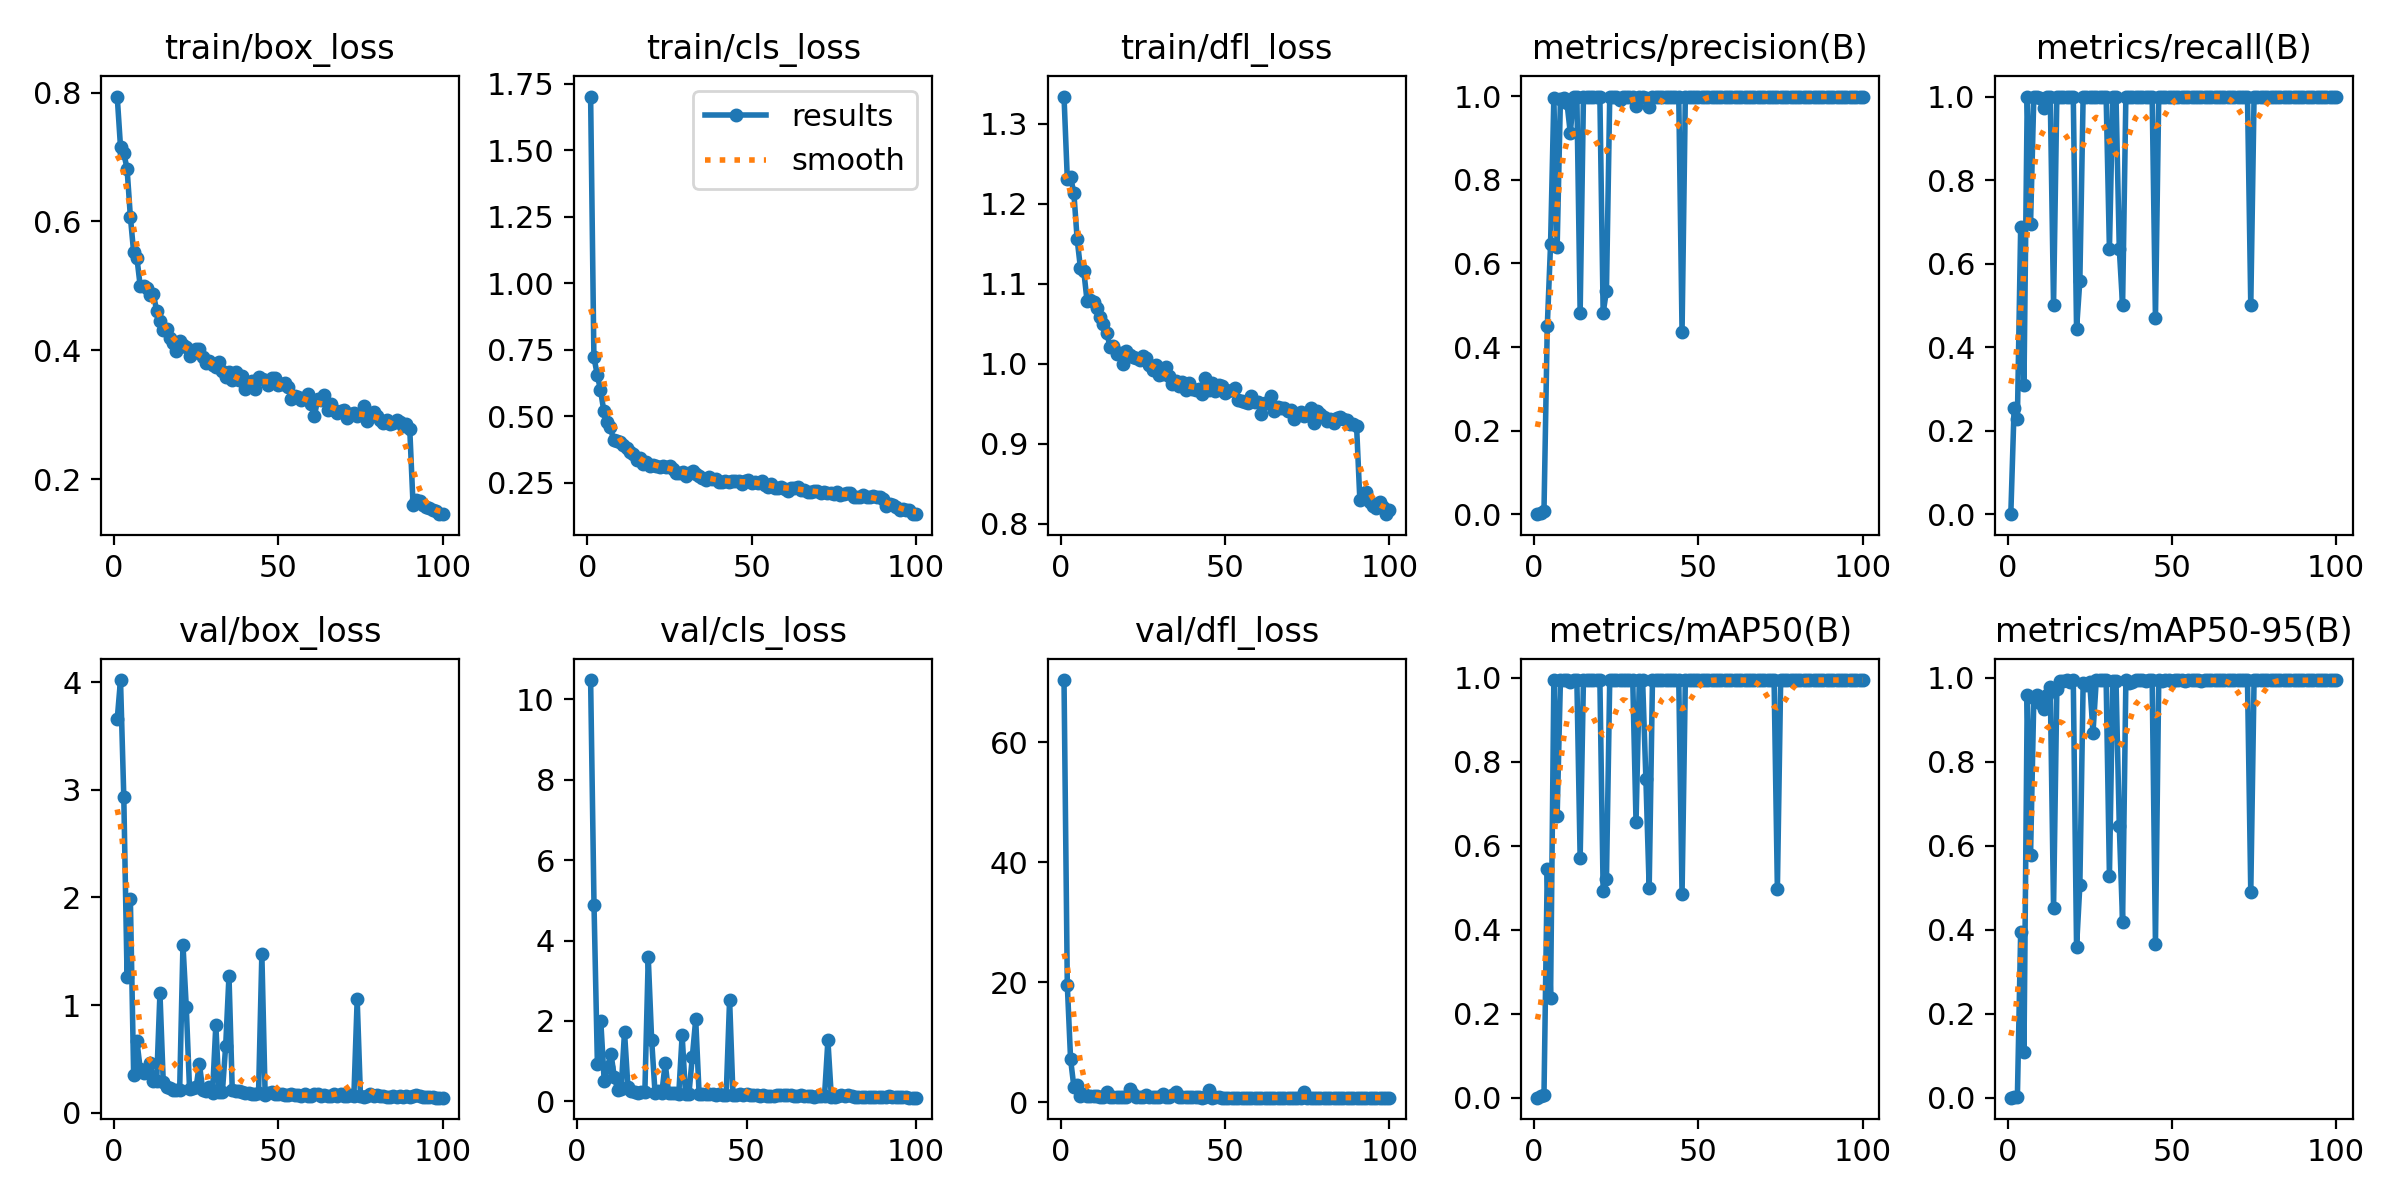 train/box_loss
0.8
0.6
0.4
0.2
0 50 100
train/cls_loss
results
smooth
1.75
1.50
1.25
1.00
0.75
0.50
0.25
0 50 100
train/dfl_loss
1.3
1.2
1.1
1.0
0.9
0.8
0 50 100
metrics/precision(B)
1.0
0.8
0.6
0.4
0.2
0.0
0 50 100
metrics/recall(B)
1.0
0.8
0.6
0.4
0.2
0.0
0 50 100
val/box_loss
4
3
2
1
0
0 50 100
val/cls_loss
10
8
6
4
2
0
0 50 100
val/dfl_loss
60
40
20
0
0 50 100
metrics/mAP50(B)
1.0
0.8
0.6
0.4
0.2
0.0
0 50 100
metrics/mAP50-95(B)
1.0
0.8
0.6
0.4
0.2
0.0
0 50 100